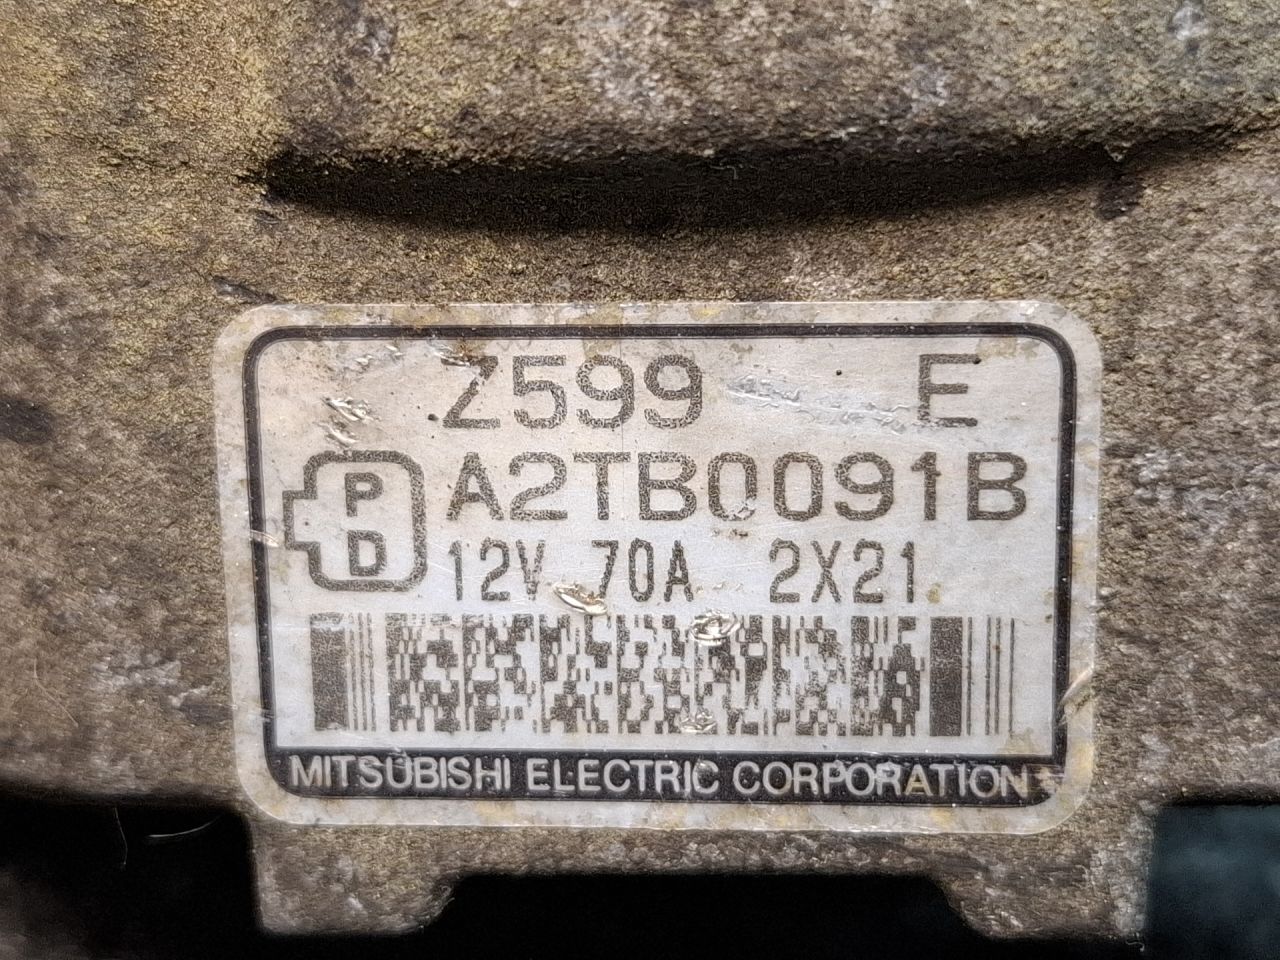 Z599 E
P
D
A2TB0091B
12V 70A 2X21
MITSUBISHI ELECTRIC CORPORATION